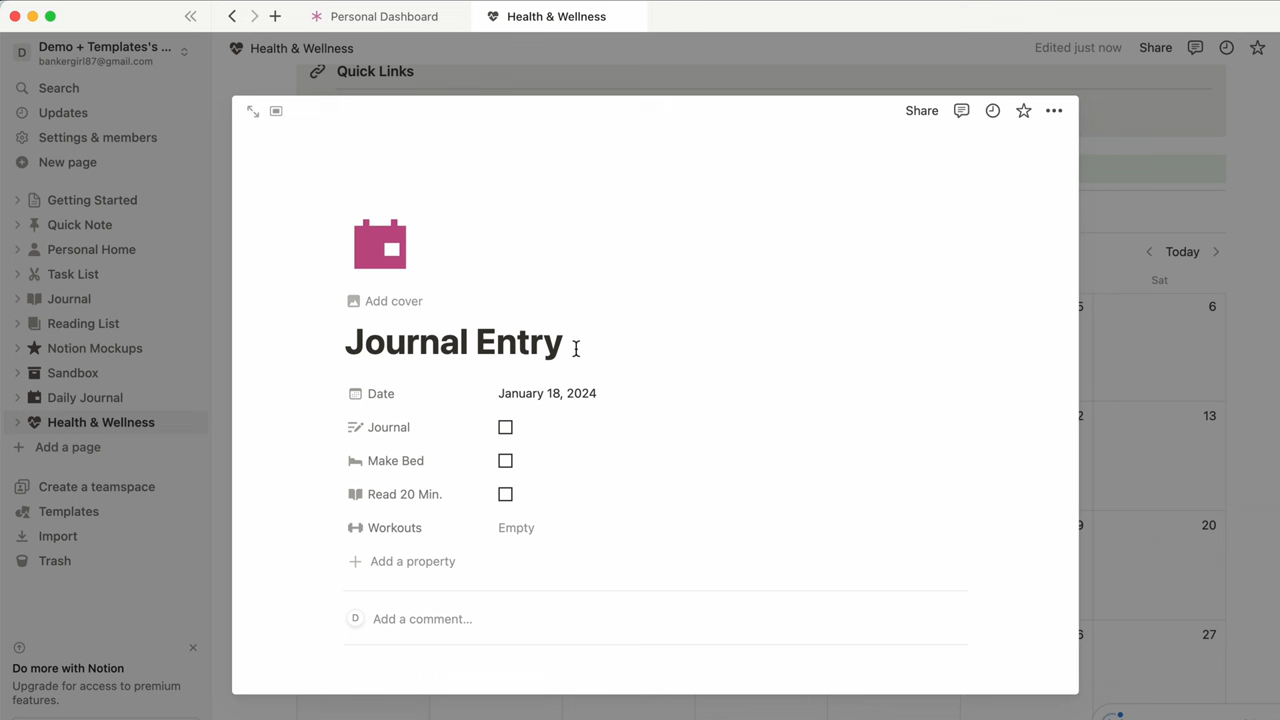 Personal Dashboard
Health & Wellness
D
Demo + Templates's ...
bankergirl87@gmail.com
Health & Wellness
Edited just now
Share
Search
Updates
Settings & members
New page
Quick Links
Share
Getting Started
Quick Note
Personal Home
Task List
Journal
Reading List
Notion Mockups
Sandbox
Daily Journal
Health & Wellness
Add a page
Create a teamspace
Templates
Import
Trash
Do more with Notion
Upgrade for access to premium
features.
Add cover
Journal Entry
Date
January 18, 2024
Journal
Make Bed
Read 20 Min.
Workouts
Empty
Add a property
D
Add a comment...
Today
Sat
5
6
2
13
9
20
6
27